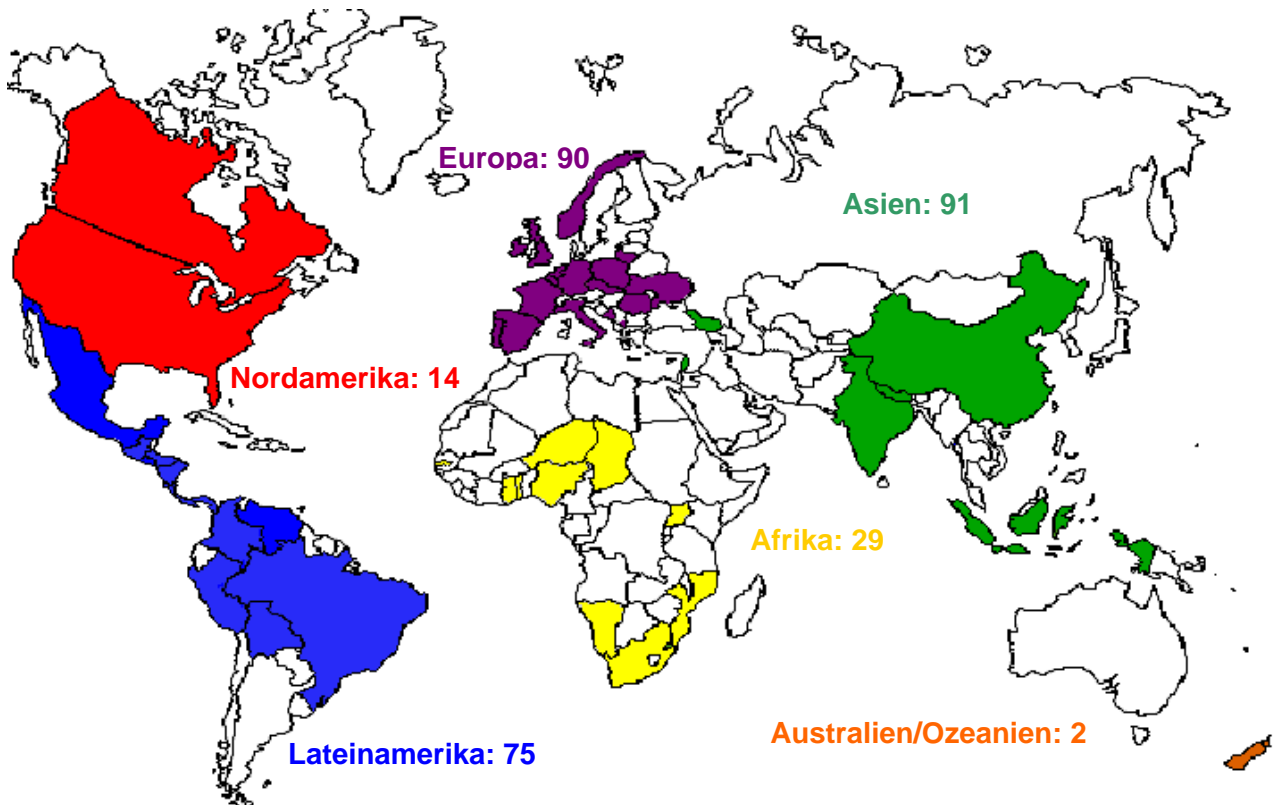 Europa: 90
Asien: 91
Nordamerika: 14
Afrika: 29
Australien/Ozeanien: 2
Lateinamerika: 75